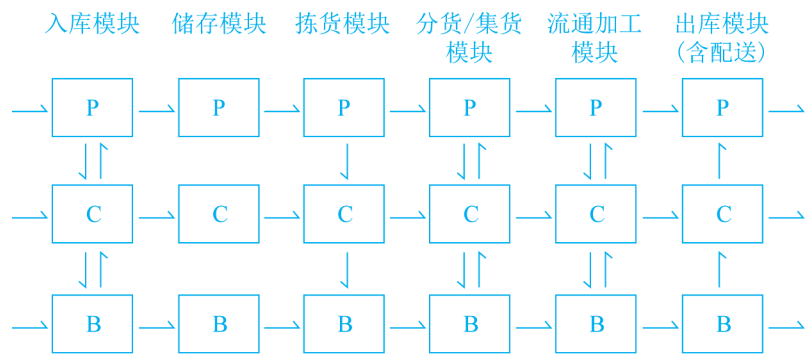 入库模块 储存模块 拣货模块 分货/集货模块 流通加工模块 出库模块(含配送)
P P P P P P
C C C C C C
B B B B B B